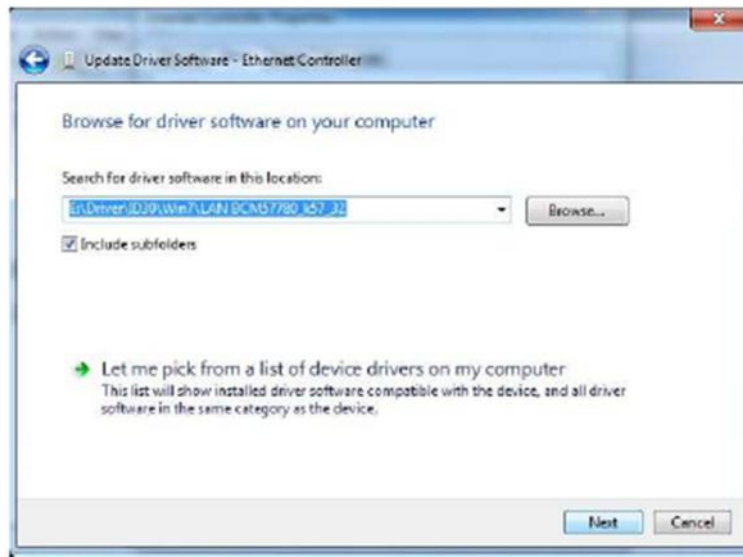 Update Driver Software - Ethernet Controller
Browse for driver software on your computer
Search for driver software in this location:
E:\Driver\JD30\Win7\LAN BCM57780_k57_32
Browse...
Include subfolders
Let me pick from a list of device drivers on my computer
This list will show installed driver software compatible with the device, and all driver
software in the same category as the device.
Next
Cancel